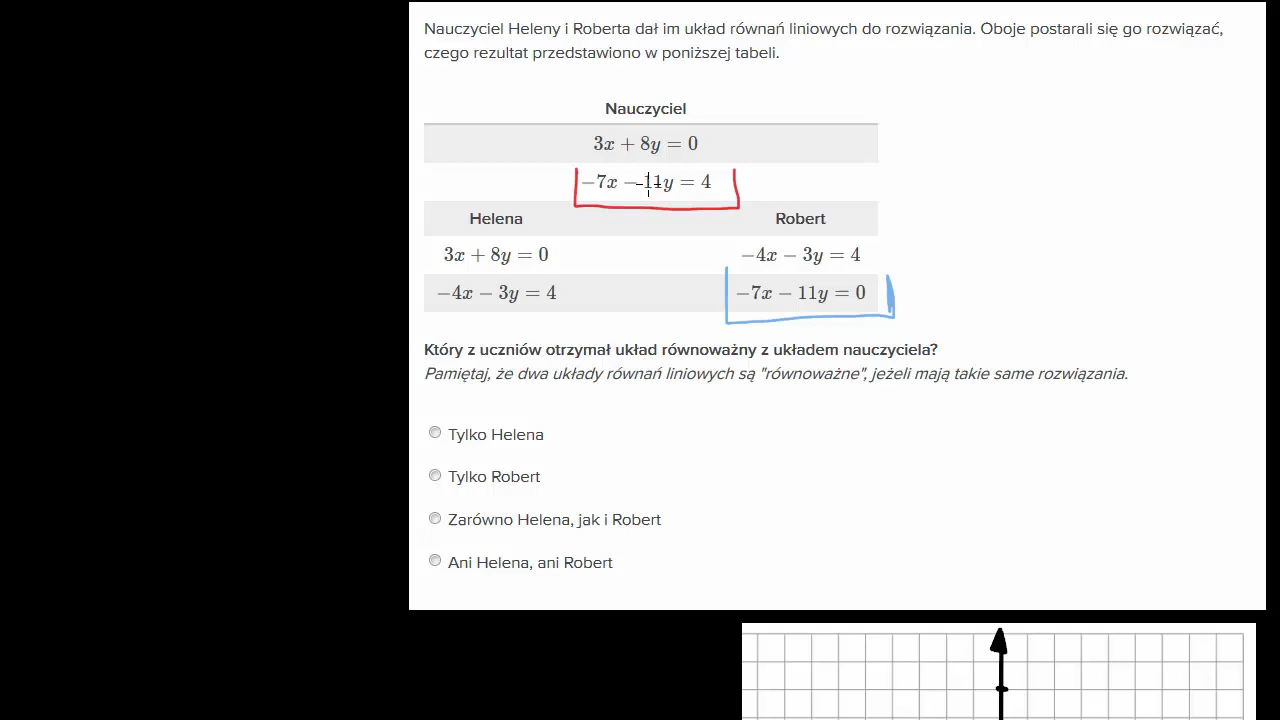 Nauczyciel Heleny i Roberta dał im układ równań liniowych do rozwiązania. Oboje postarali się go rozwiązać,
czego rezultat przedstawiono w poniższej tabeli.
Nauczyciel
3x + 8y = 0
−7x − 11y = 4
Helena Robert
3x + 8y = 0 −4x − 3y = 4
−4x − 3y = 4 −7x − 11y = 0
Który z uczniów otrzymał układ równoważny z układem nauczyciela?
Pamiętaj, że dwa układy równań liniowych są "równoważne", jeżeli mają takie same rozwiązania.
Tylko Helena
Tylko Robert
Zarówno Helena, jak i Robert
Ani Helena, ani Robert